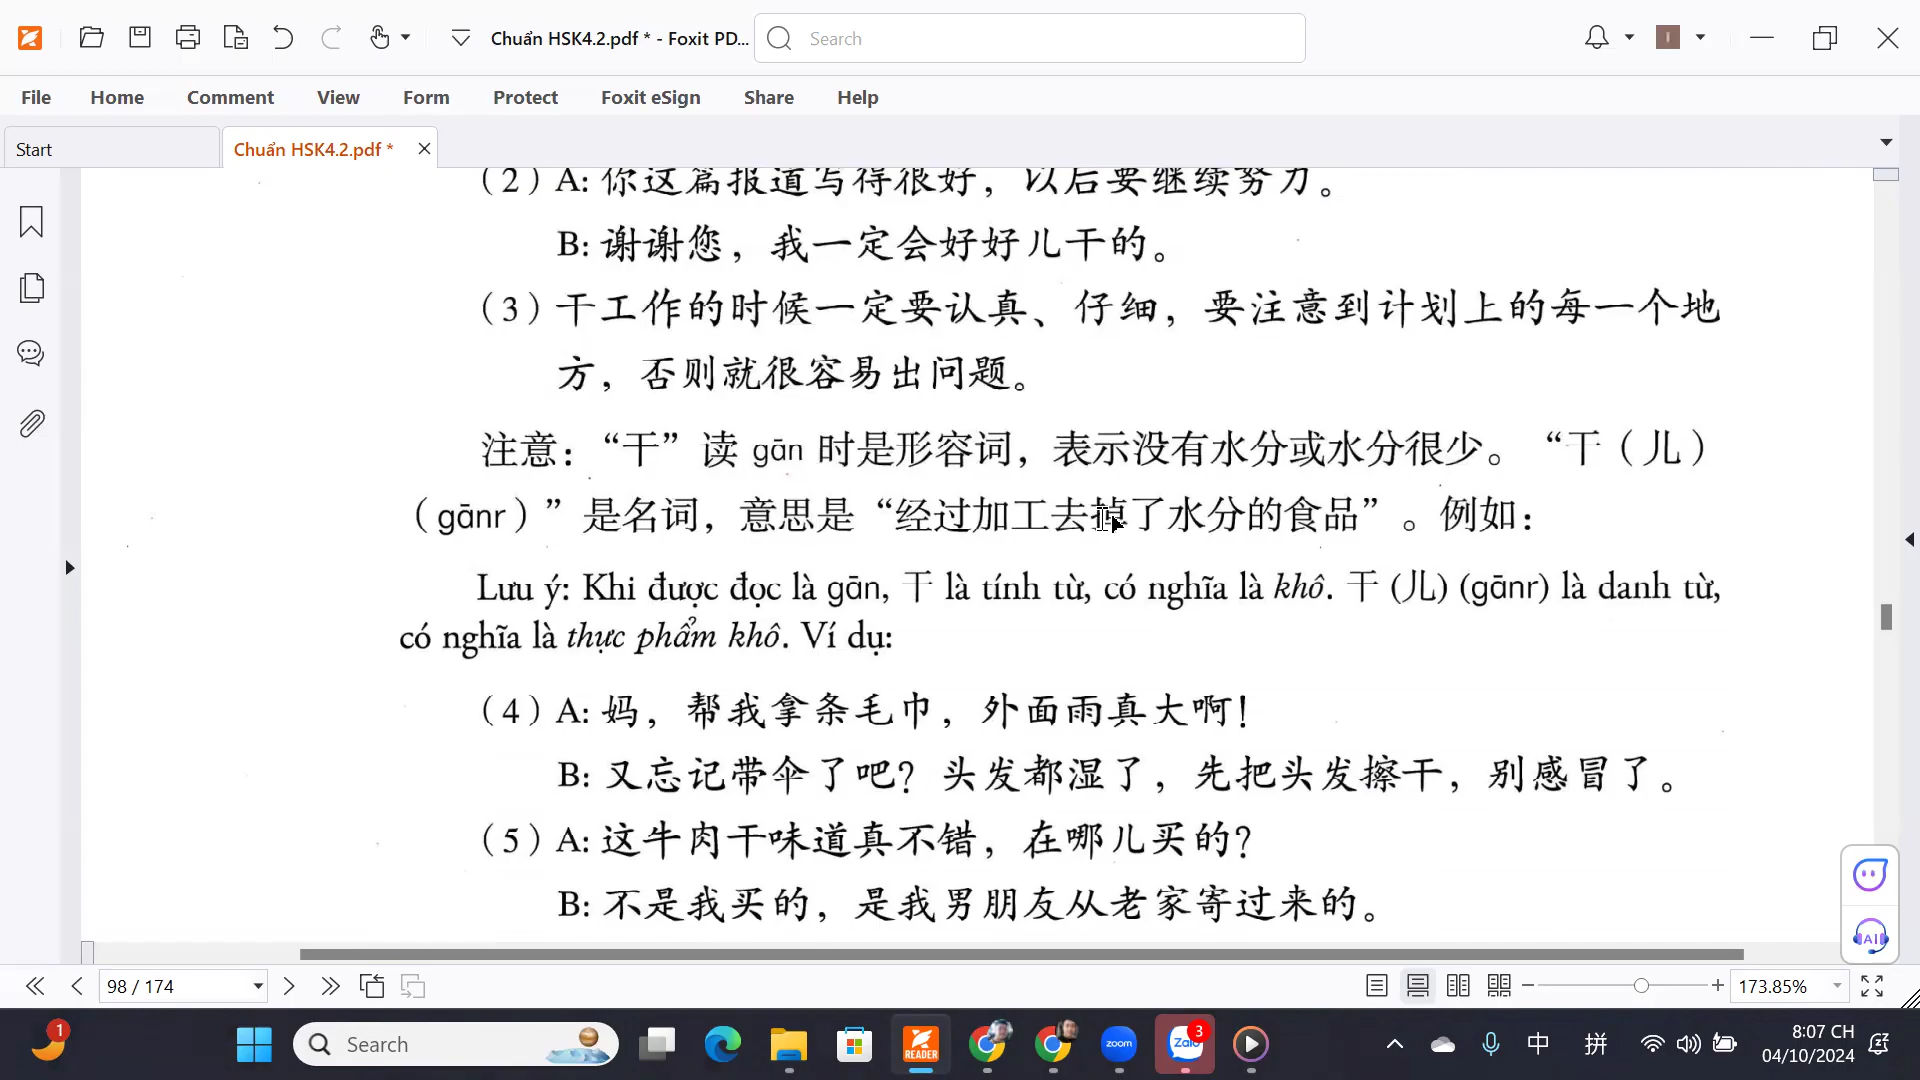 Chuẩn HSK4.2.pdf * - Foxit PD...
Search
File Home Comment View Form Protect Foxit eSign Share Help
Start
Chuẩn HSK4.2.pdf *
（2）A: 你这篇报道写得很好，以后要继续努力。
B: 谢谢您，我一定会好好儿干的。
（3）干工作的时候一定要认真、仔细，要注意到计划上的每一个地
方，否则就很容易出问题。
注意：“干”读 gān 时是形容词，表示没有水分或水分很少。“干（儿）
（gānr）”是名词，意思是“经过加工去掉了水分的食品”。例如：
Lưu ý: Khi được đọc là gān, 干 là tính từ, có nghĩa là khô. 干 (儿) (gānr) là danh từ,
có nghĩa là thực phẩm khô. Ví dụ:
（4）A: 妈，帮我拿条毛巾，外面雨真大啊！
B: 又忘记带伞了吧？头发都湿了，先把头发擦干，别感冒了。
（5）A: 这牛肉干味道真不错，在哪儿买的？
B: 不是我买的，是我男朋友从老家寄过来的。
AI
98 / 174
173.85%
1
Search
READER
zoom
Zalo
3
中
拼
8:07 CH
04/10/2024